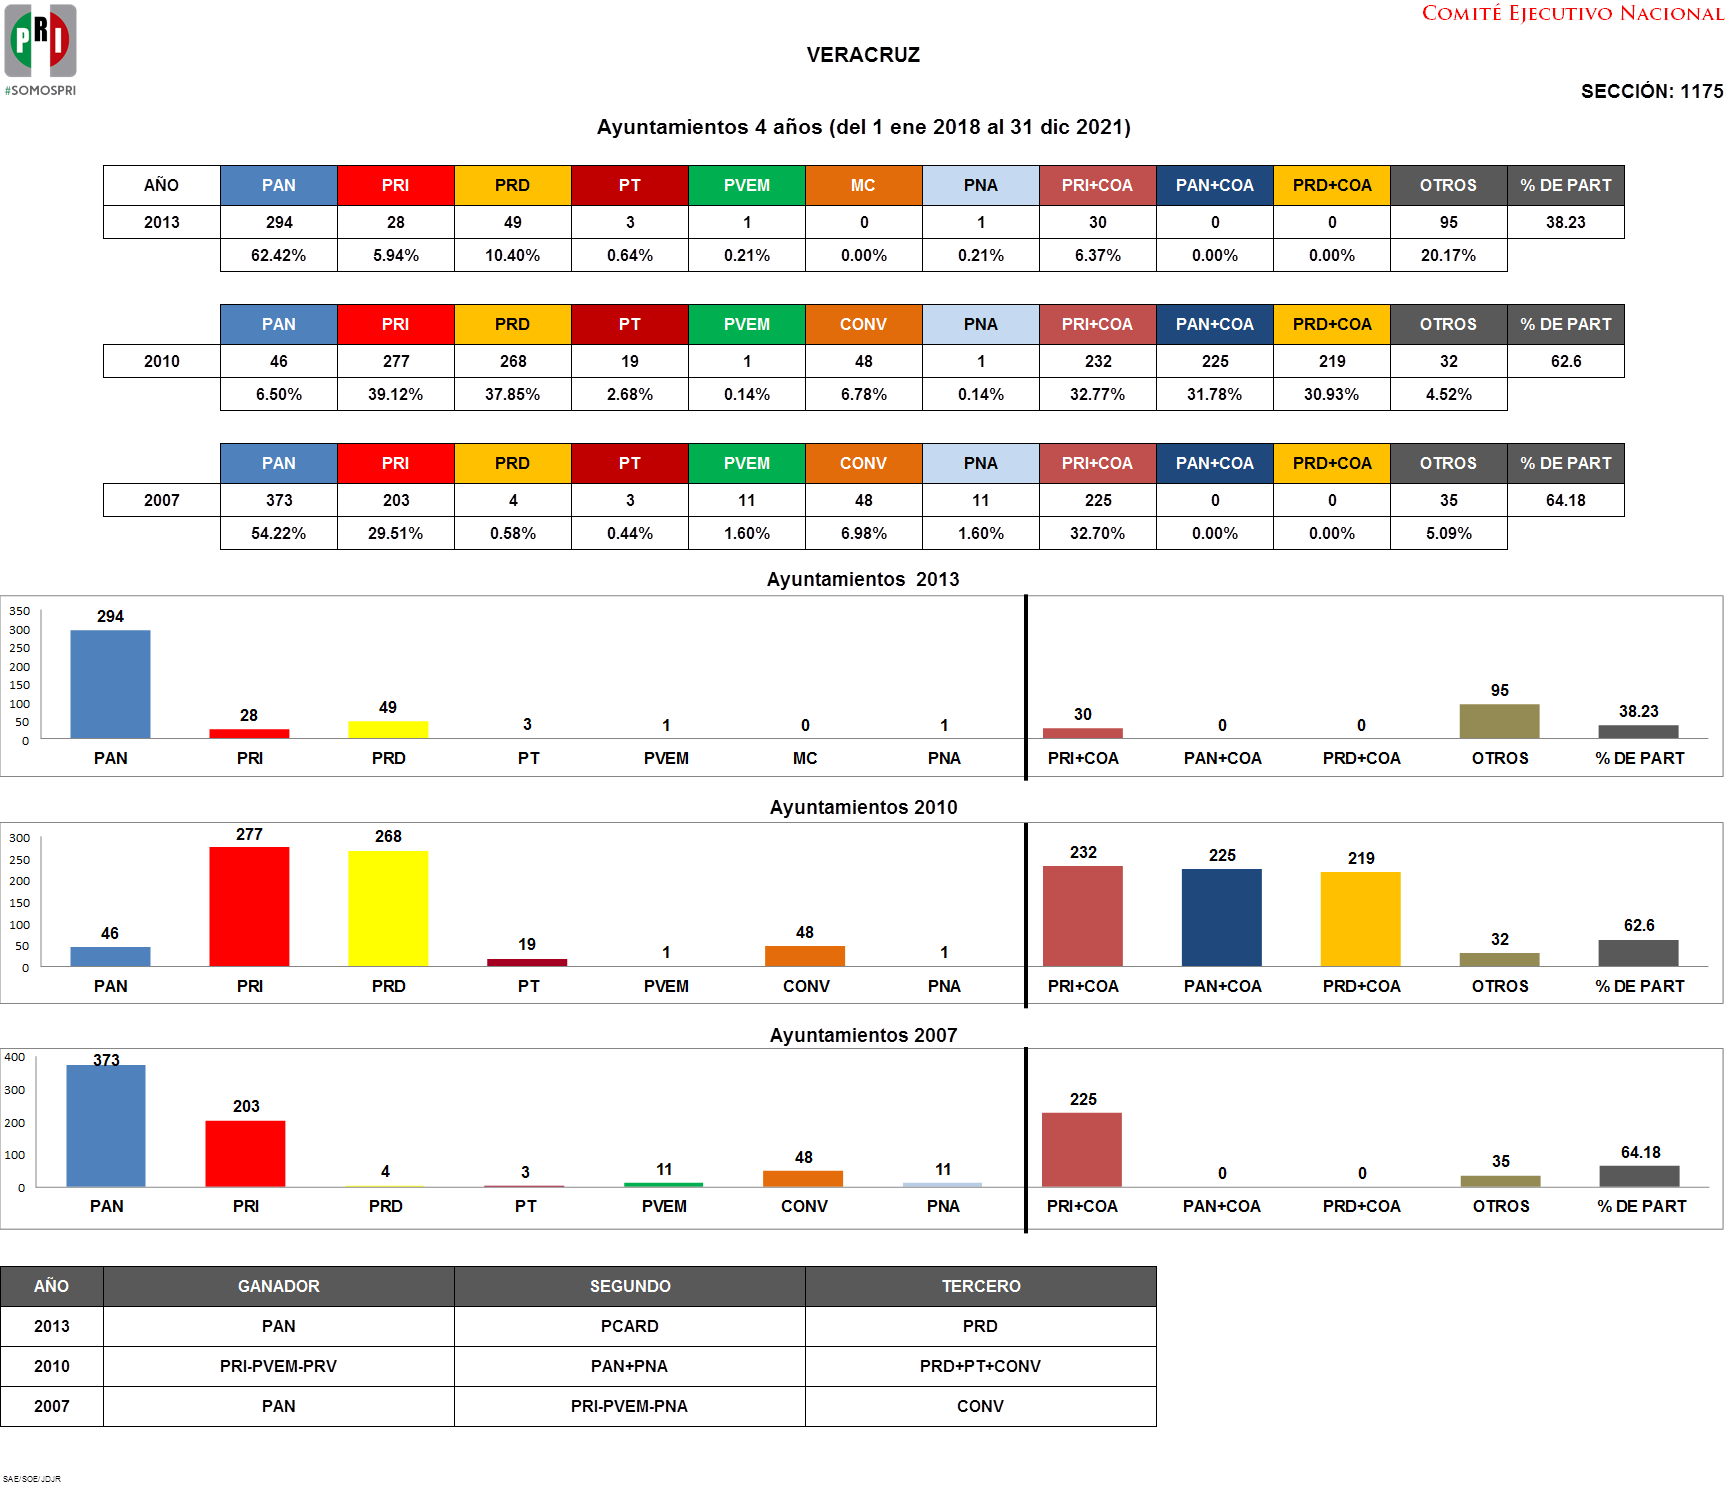 PRI
#SOMOSPRI
COMITÉ EJECUTIVO NACIONAL
VERACRUZ
SECCIÓN: 1175
Ayuntamientos 4 años (del 1 ene 2018 al 31 dic 2021)
AÑO PAN PRI PRD PT PVEM MC PNA PRI+COA PAN+COA PRD+COA OTROS % DE PART
2013 294 28 49 3 1 0 1 30 0 0 95 38.23
62.42% 5.94% 10.40% 0.64% 0.21% 0.00% 0.21% 6.37% 0.00% 0.00% 20.17%
PAN PRI PRD PT PVEM CONV PNA PRI+COA PAN+COA PRD+COA OTROS % DE PART
2010 46 277 268 19 1 48 1 232 225 219 32 62.6
6.50% 39.12% 37.85% 2.68% 0.14% 6.78% 0.14% 32.77% 31.78% 30.93% 4.52%
PAN PRI PRD PT PVEM CONV PNA PRI+COA PAN+COA PRD+COA OTROS % DE PART
2007 373 203 4 3 11 48 11 225 0 0 35 64.18
54.22% 29.51% 0.58% 0.44% 1.60% 6.98% 1.60% 32.70% 0.00% 0.00% 5.09%
Ayuntamientos 2013
350
300
250
200
150
100
50
0
294 28 49 3 1 0 1 30 0 0 95 38.23
PAN PRI PRD PT PVEM MC PNA PRI+COA PAN+COA PRD+COA OTROS % DE PART
Ayuntamientos 2010
300
250
200
150
100
50
0
46 277 268 19 1 48 1 232 225 219 32 62.6
PAN PRI PRD PT PVEM CONV PNA PRI+COA PAN+COA PRD+COA OTROS % DE PART
Ayuntamientos 2007
400
300
200
100
0
373 203 4 3 11 48 11 225 0 0 35 64.18
PAN PRI PRD PT PVEM CONV PNA PRI+COA PAN+COA PRD+COA OTROS % DE PART
AÑO GANADOR SEGUNDO TERCERO
2013 PAN PCARD PRD
2010 PRI-PVEM-PRV PAN+PNA PRD+PT+CONV
2007 PAN PRI-PVEM-PNA CONV
SAE/SOE/JDJR